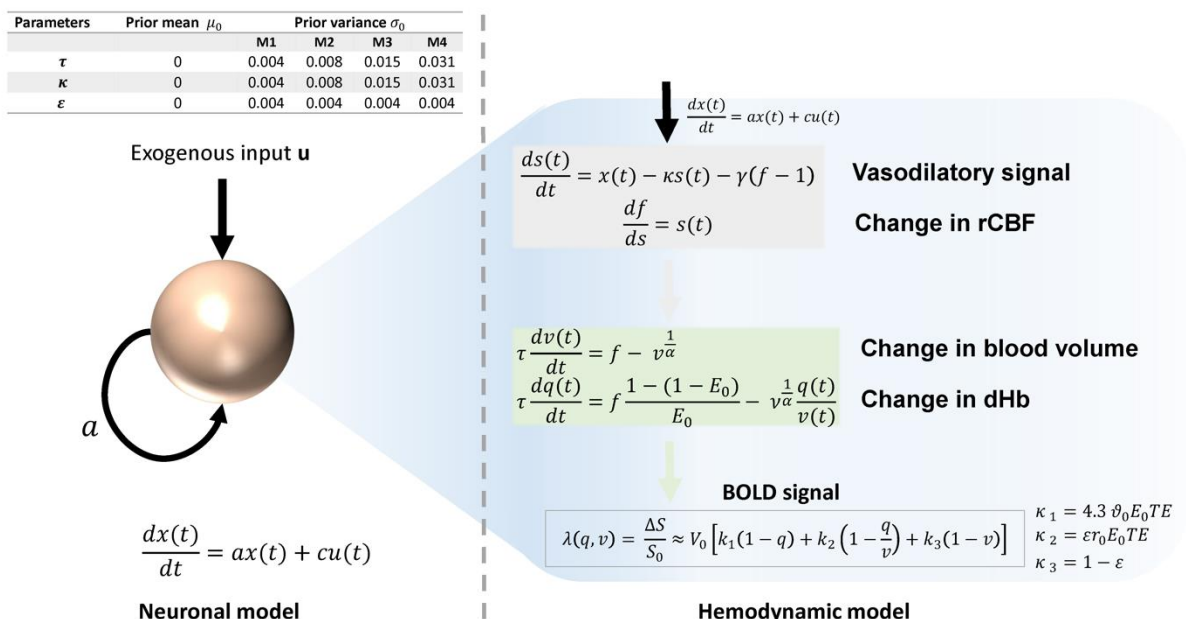 Parameters Prior mean μ₀ Prior variance σ₀
M1 M2 M3 M4
τ 0 0.004 0.008 0.015 0.031
κ 0 0.004 0.008 0.015 0.031
ε 0 0.004 0.004 0.004 0.004
Exogenous input u
a
dx(t)/dt = ax(t) + cu(t)
Neuronal model
dx(t)/dt = ax(t) + cu(t)
ds(t)/dt = x(t) − κs(t) − γ(f − 1) Vasodilatory signal
df/ds = s(t) Change in rCBF
τ dv(t)/dt = f − v^(1/α) Change in blood volume
τ dq(t)/dt = f (1 − (1 − E₀))/E₀ − v^(1/α) q(t)/v(t) Change in dHb
BOLD signal
λ(q, v) = ΔS/S₀ ≈ V₀ [k₁(1 − q) + k₂ (1 − q/v) + k₃(1 − v)]
κ₁ = 4.3 ϑ₀E₀TE
κ₂ = εr₀E₀TE
κ₃ = 1 − ε
Hemodynamic model